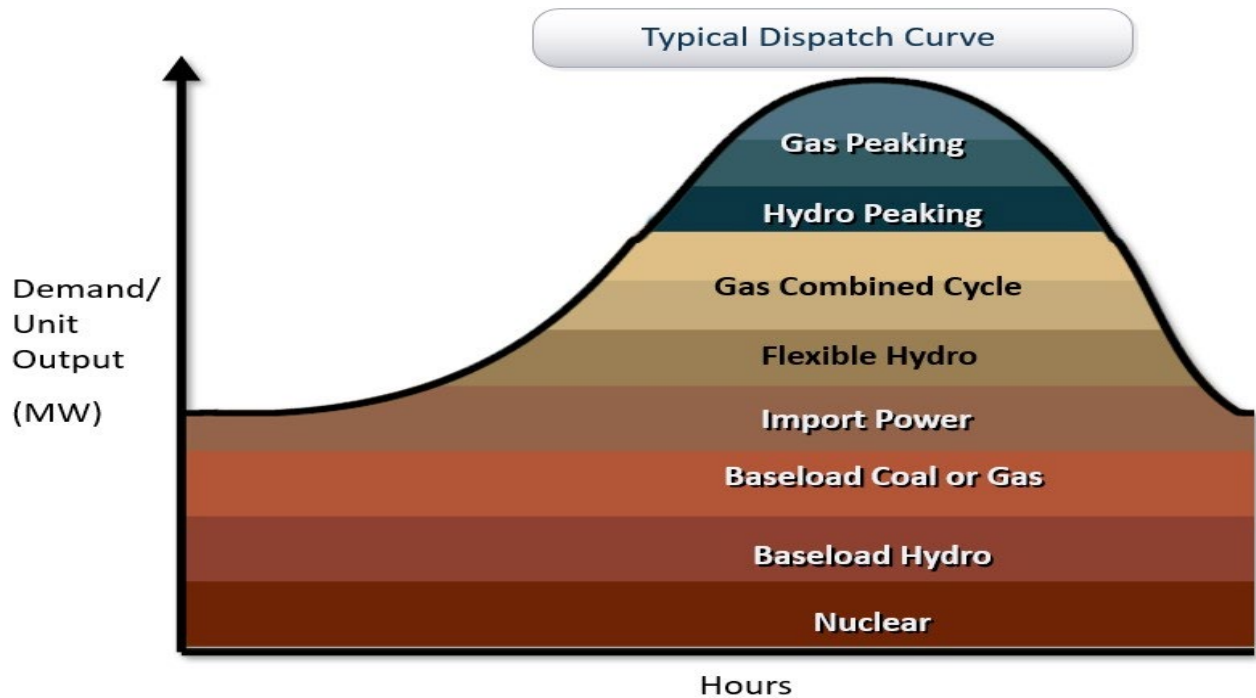 Typical Dispatch Curve
Gas Peaking
Hydro Peaking
Gas Combined Cycle
Flexible Hydro
Import Power
Baseload Coal or Gas
Baseload Hydro
Nuclear
Demand/
Unit
Output
(MW)
Hours